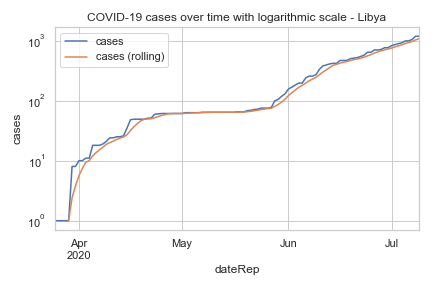 COVID-19 cases over time with logarithmic scale - Libya
cases
cases (rolling)
10³
10²
10¹
10⁰
cases
Apr
2020
May
Jun
Jul
dateRep